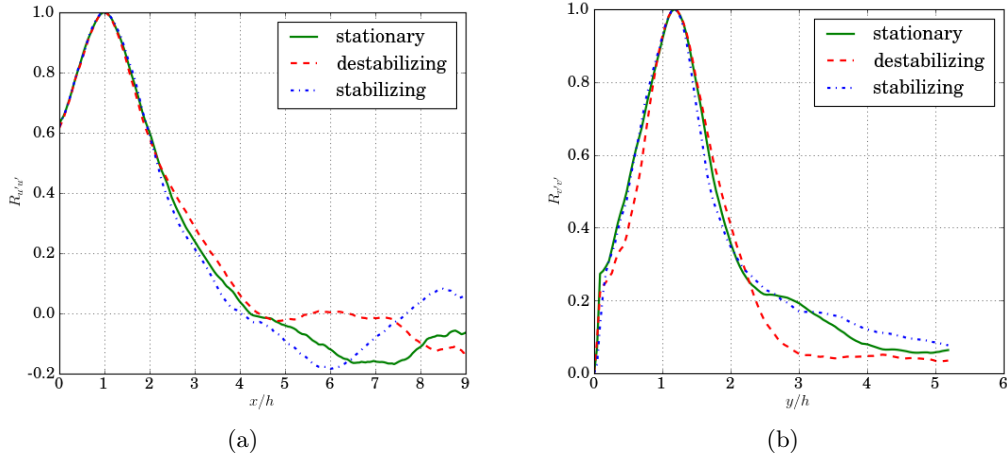 1.0
0.8
0.6
0.4
0.2
0.0
-0.2
R_{u'u'}
0 1 2 3 4 5 6 7 8 9
x/h
stationary
destabilizing
stabilizing
(a)
1.0
0.8
0.6
0.4
0.2
0.0
R_{v'v'}
0 1 2 3 4 5 6
y/h
stationary
destabilizing
stabilizing
(b)